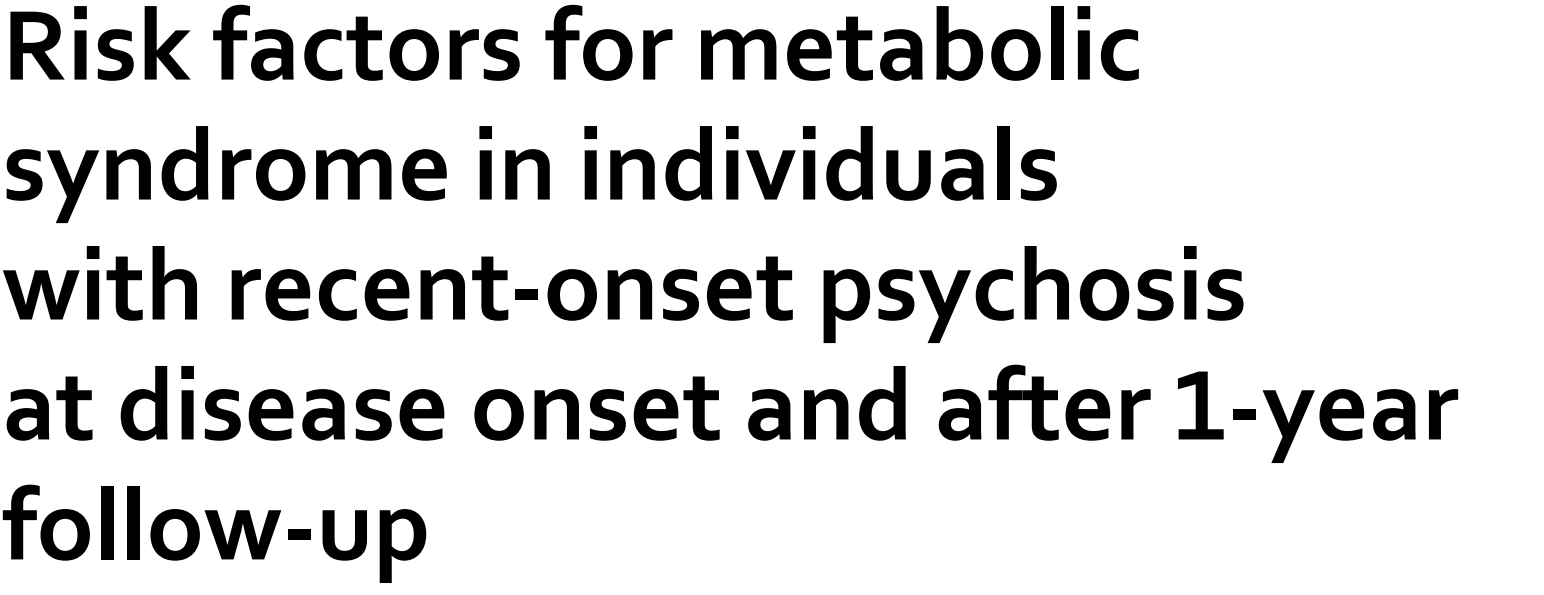 Risk factors for metabolic
syndrome in individuals
with recent-onset psychosis
at disease onset and after 1-year
follow-up